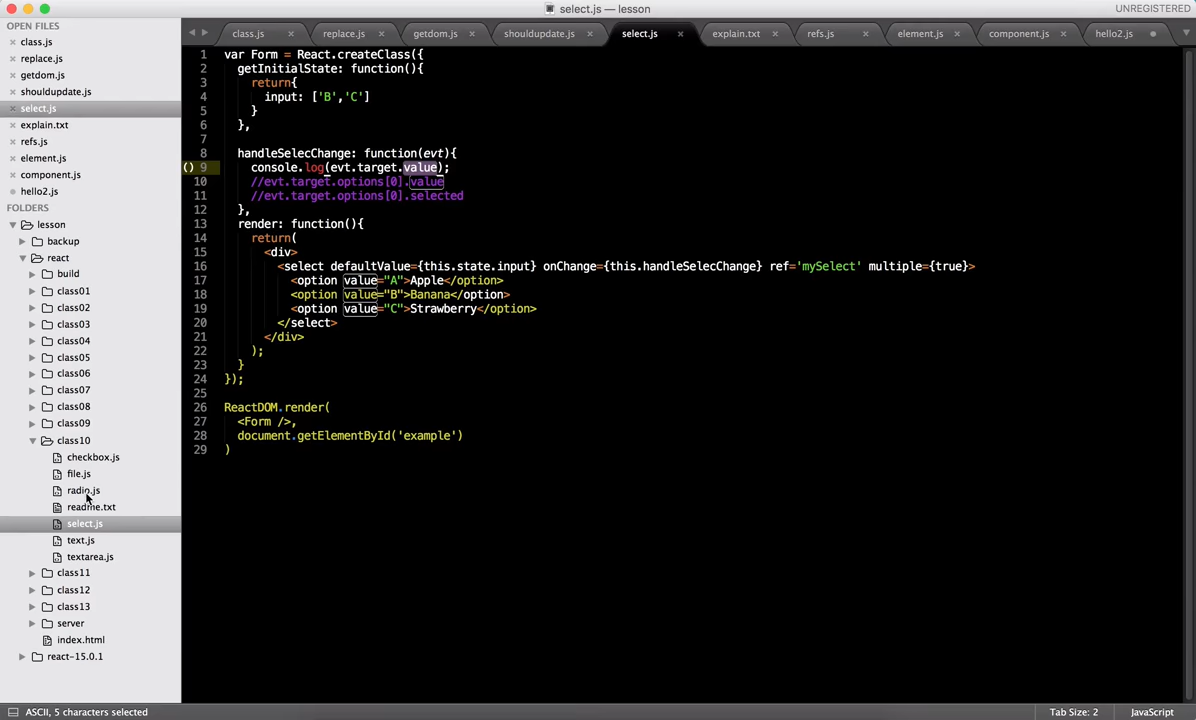 select.js — lesson
UNREGISTERED
OPEN FILES
class.js
replace.js
getdom.js
shouldupdate.js
select.js
explain.txt
refs.js
element.js
component.js
hello2.js
FOLDERS
lesson
backup
react
build
class01
class02
class03
class04
class05
class06
class07
class08
class09
class10
checkbox.js
file.js
radio.js
readme.txt
select.js
text.js
textarea.js
class11
class12
class13
server
index.html
react-15.0.1
class.js
replace.js
getdom.js
shouldupdate.js
select.js
explain.txt
refs.js
element.js
component.js
hello2.js
1 var Form = React.createClass({
2 getInitialState: function(){
3 return{
4 input: ['B','C']
5 }
6 },
7
8 handleSelecChange: function(evt){
() 9 console.log(evt.target.value);
10 //evt.target.options[0].value
11 //evt.target.options[0].selected
12 },
13 render: function(){
14 return(
15 <div>
16 <select defaultValue={this.state.input} onChange={this.handleSelecChange} ref='mySelect' multiple={true}>
17 <option value="A">Apple</option>
18 <option value="B">Banana</option>
19 <option value="C">Strawberry</option>
20 </select>
21 </div>
22 );
23 }
24 });
25
26 ReactDOM.render(
27 <Form />,
28 document.getElementById('example')
29 )
ASCII, 5 characters selected
Tab Size: 2
JavaScript